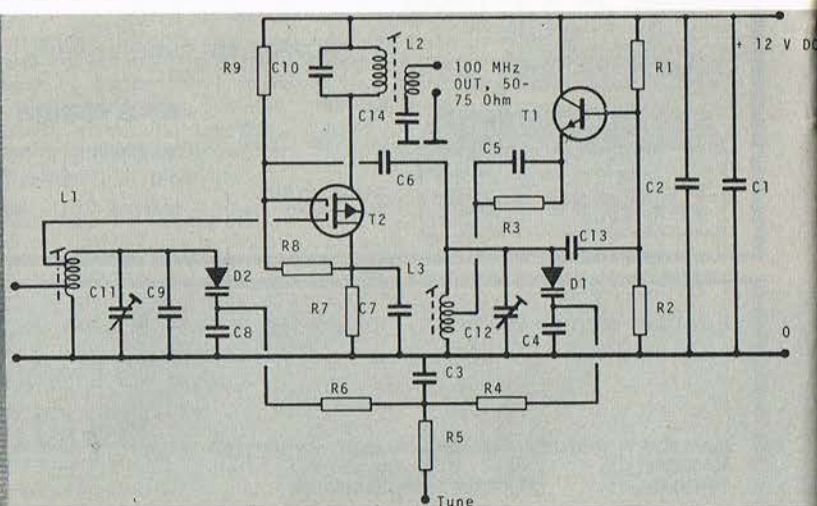 R9
C10
L2
100 MHz
OUT, 50-
75 Ohm
C14
+ 12 V DC
R1
T1
C5
C6
R3
C2
C1
L1
T2
R8
C13
D2
L3
D1
C11
C9
R7
C7
C12
C4
R2
C8
0
C3
R6
R4
R5
Tune